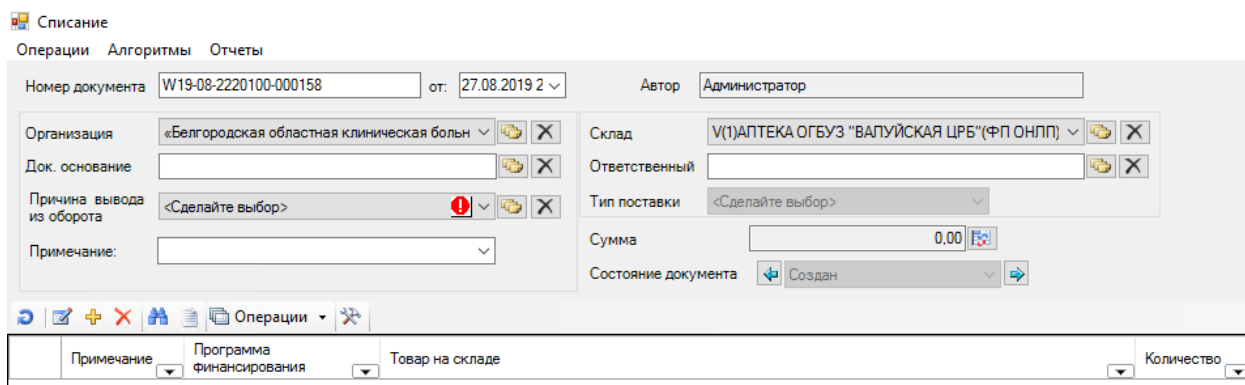 Списание
Операции Алгоритмы Отчеты
Номер документа W19-08-2220100-000158 от: 27.08.2019 2 Автор Администратор
Организация «Белгородская областная клиническая больн Склад V(1)АПТЕКА ОГБУЗ "ВАЛУЙСКАЯ ЦРБ"(ФП ОНЛП)
Док. основание Ответственный
Причина вывода
из оборота <Сделайте выбор> Тип поставки <Сделайте выбор>
Примечание: Сумма 0,00
Состояние документа Создан
Операции
Примечание Программа
финансирования Товар на складе Количество